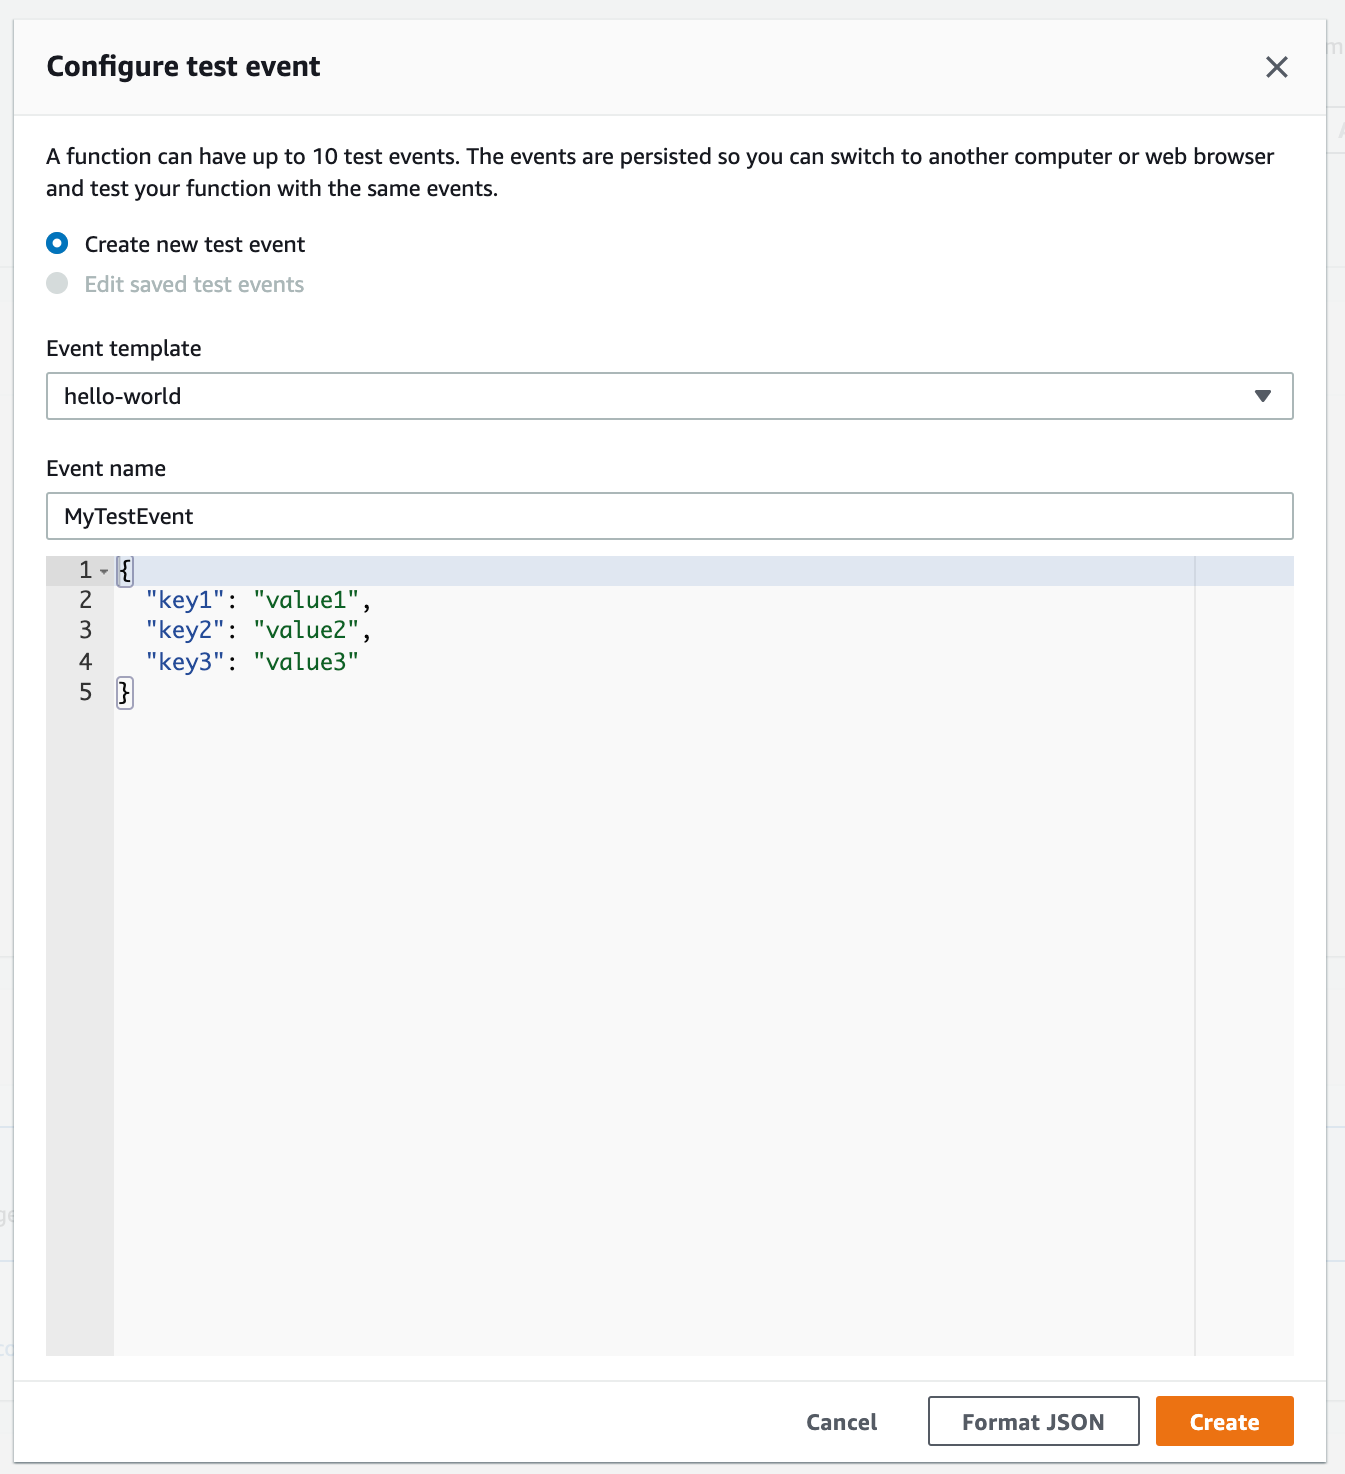 Configure test event
A function can have up to 10 test events. The events are persisted so you can switch to another computer or web browser
and test your function with the same events.
Create new test event
Edit saved test events
Event template
hello-world
Event name
MyTestEvent
1 {
2 "key1": "value1",
3 "key2": "value2",
4 "key3": "value3"
5 }
Cancel Format JSON Create